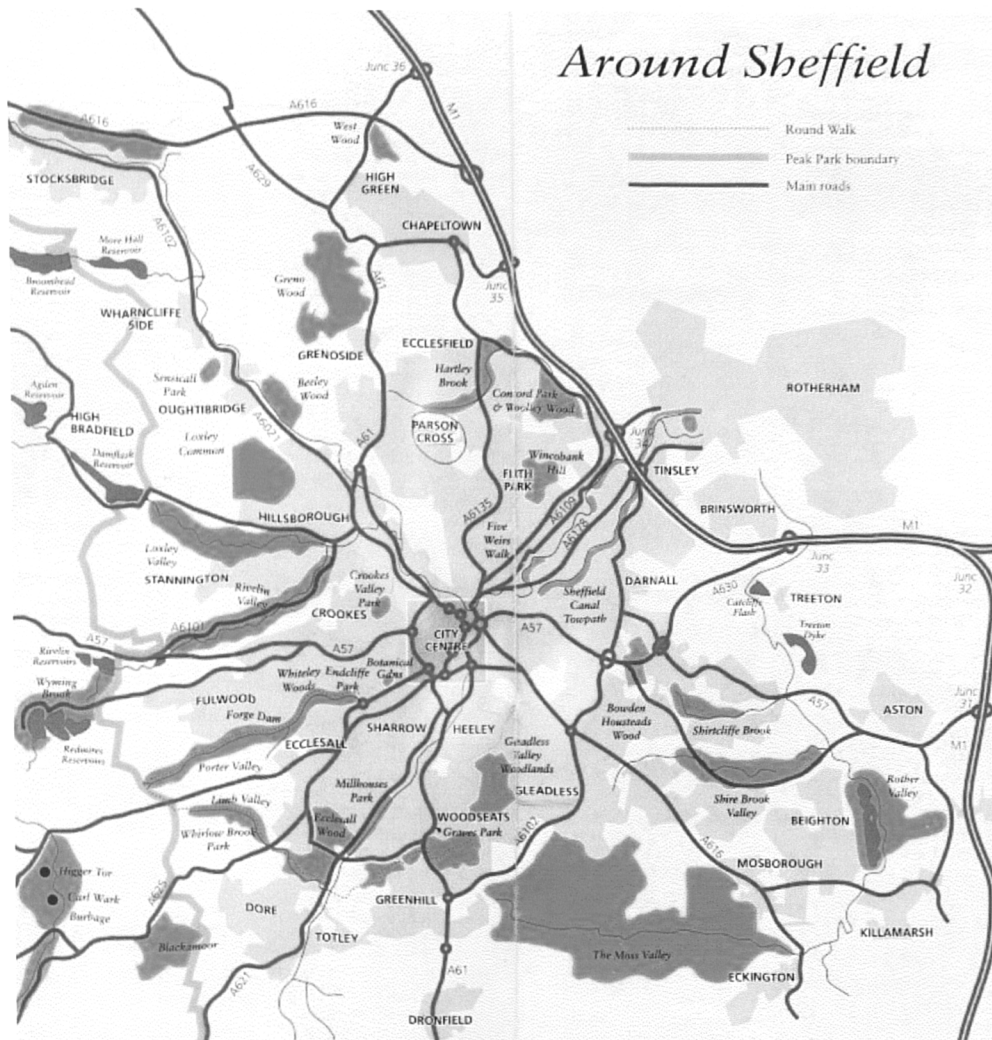 Around Sheffield
Round Walk
Peak Park boundary
Main roads
Junc 36
M1
A616
A616
West
Wood
STOCKSBRIDGE
A629
HIGH
GREEN
A6102
CHAPELTOWN
More Hall
Reservoir
Broomhead
Reservoir
Greno
Wood
A61
Junc
35
WHARNCLIFFE
SIDE
GRENOSIDE
ECCLESFIELD
Hartley
Brook
ROTHERHAM
Agden
Reservoir
Beeley
Wood
Concord Park
& Woolley Wood
OUGHTIBRIDGE
HIGH
BRADFIELD
A6021
PARSON
CROSS
Junc
34
Loxley
Common
A61
Damflask
Reservoir
Wincobank
Hill
TINSLEY
FIRTH
PARK
HILLSBOROUGH
A6135
A6109
A6178
BRINSWORTH
Five
Weirs
Walk
M1
Loxley
Valley
Junc
33
Junc
32
STANNINGTON
Rivelin
Valley
Crookes
Valley
Park
Sheffield
Canal
Towpath
DARNALL
A630
TREETON
Catcliffe
Flash
CROOKES
A6101
A57
A57
CITY
CENTRE
A57
Treeton
Dyke
Rivelin
Reservoirs
Wyming
Brook
Whiteley
Woods
Endcliffe
Park
Botanical
Gdns
FULWOOD
Forge Dam
SHARROW
HEELEY
Bowden
Housteads
Wood
A57
ASTON
Junc
31
Shirtcliffe Brook
Redmires
Reservoirs
ECCLESALL
Geadless
Valley
Woodlands
M1
Porter Valley
Rother
Valley
Millhouses
Park
GLEADLESS
Limb Valley
Shire Brook
Valley
Ecclesall
Wood
WOODSEATS
BEIGHTON
Whirlow Brook
Park
Graves Park
A6102
A616
MOSBOROUGH
Higger Tor
Carl Wark
Burbage
A625
DORE
GREENHILL
TOTLEY
KILLAMARSH
Blackamoor
The Moss Valley
ECKINGTON
A621
A61
DRONFIELD